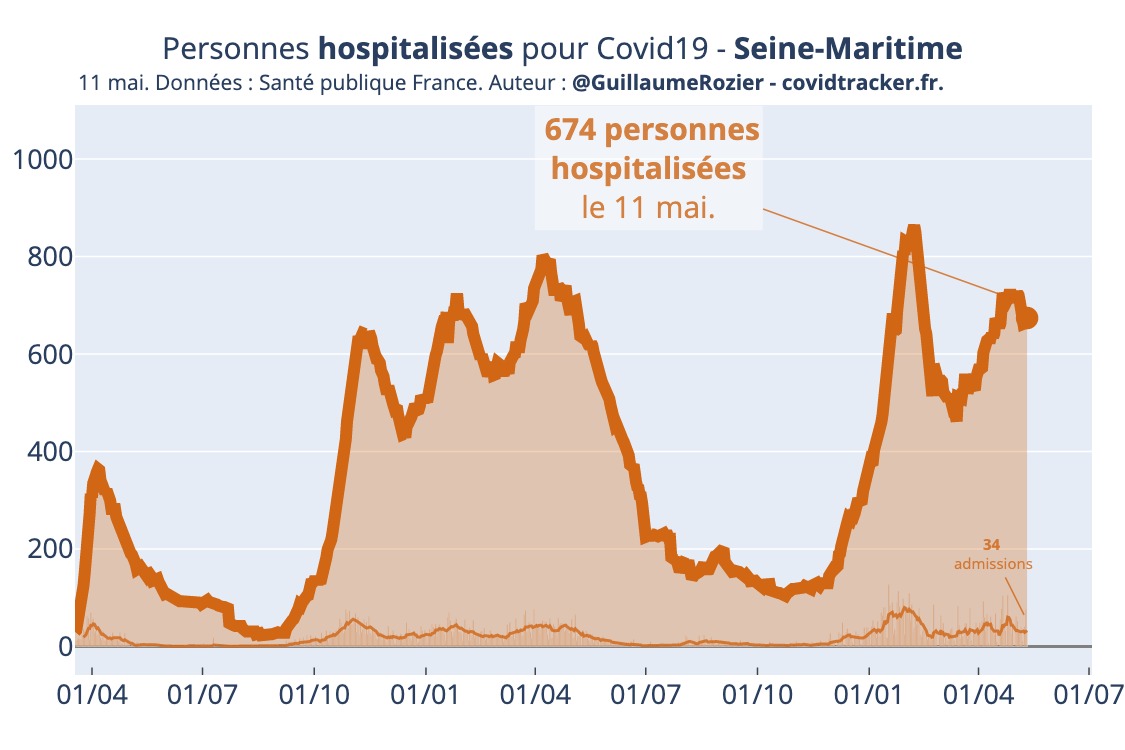 Personnes hospitalisées pour Covid19 - Seine-Maritime
11 mai. Données : Santé publique France. Auteur : @GuillaumeRozier - covidtracker.fr.
674 personnes
hospitalisées
le 11 mai.
1000
800
600
400
200
0
34
admissions
01/04 01/07 01/10 01/01 01/04 01/07 01/10 01/01 01/04 01/07